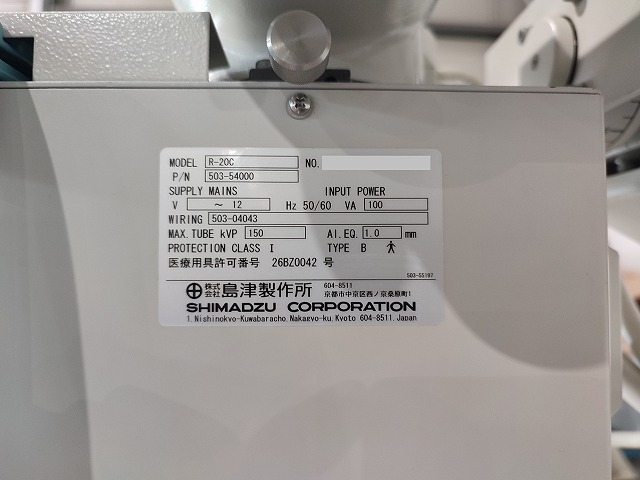 MODEL R-20C NO.
P/N 503-54000
SUPPLY MAINS INPUT POWER
V ～ 12 Hz 50/60 VA 100
WIRING 503-04043
MAX.TUBE kVP 150 Al.EQ. 1.0 mm
PROTECTION CLASS I TYPE B
医療用具許可番号 26BZ0042 号
503-55197
株式会社 島津製作所 604-8511 京都市中京区西ノ京桑原町1
SHIMADZU CORPORATION
1,Nishinokyo-Kuwabaracho,Nakagyo-ku,Kyoto 604-8511,Japan